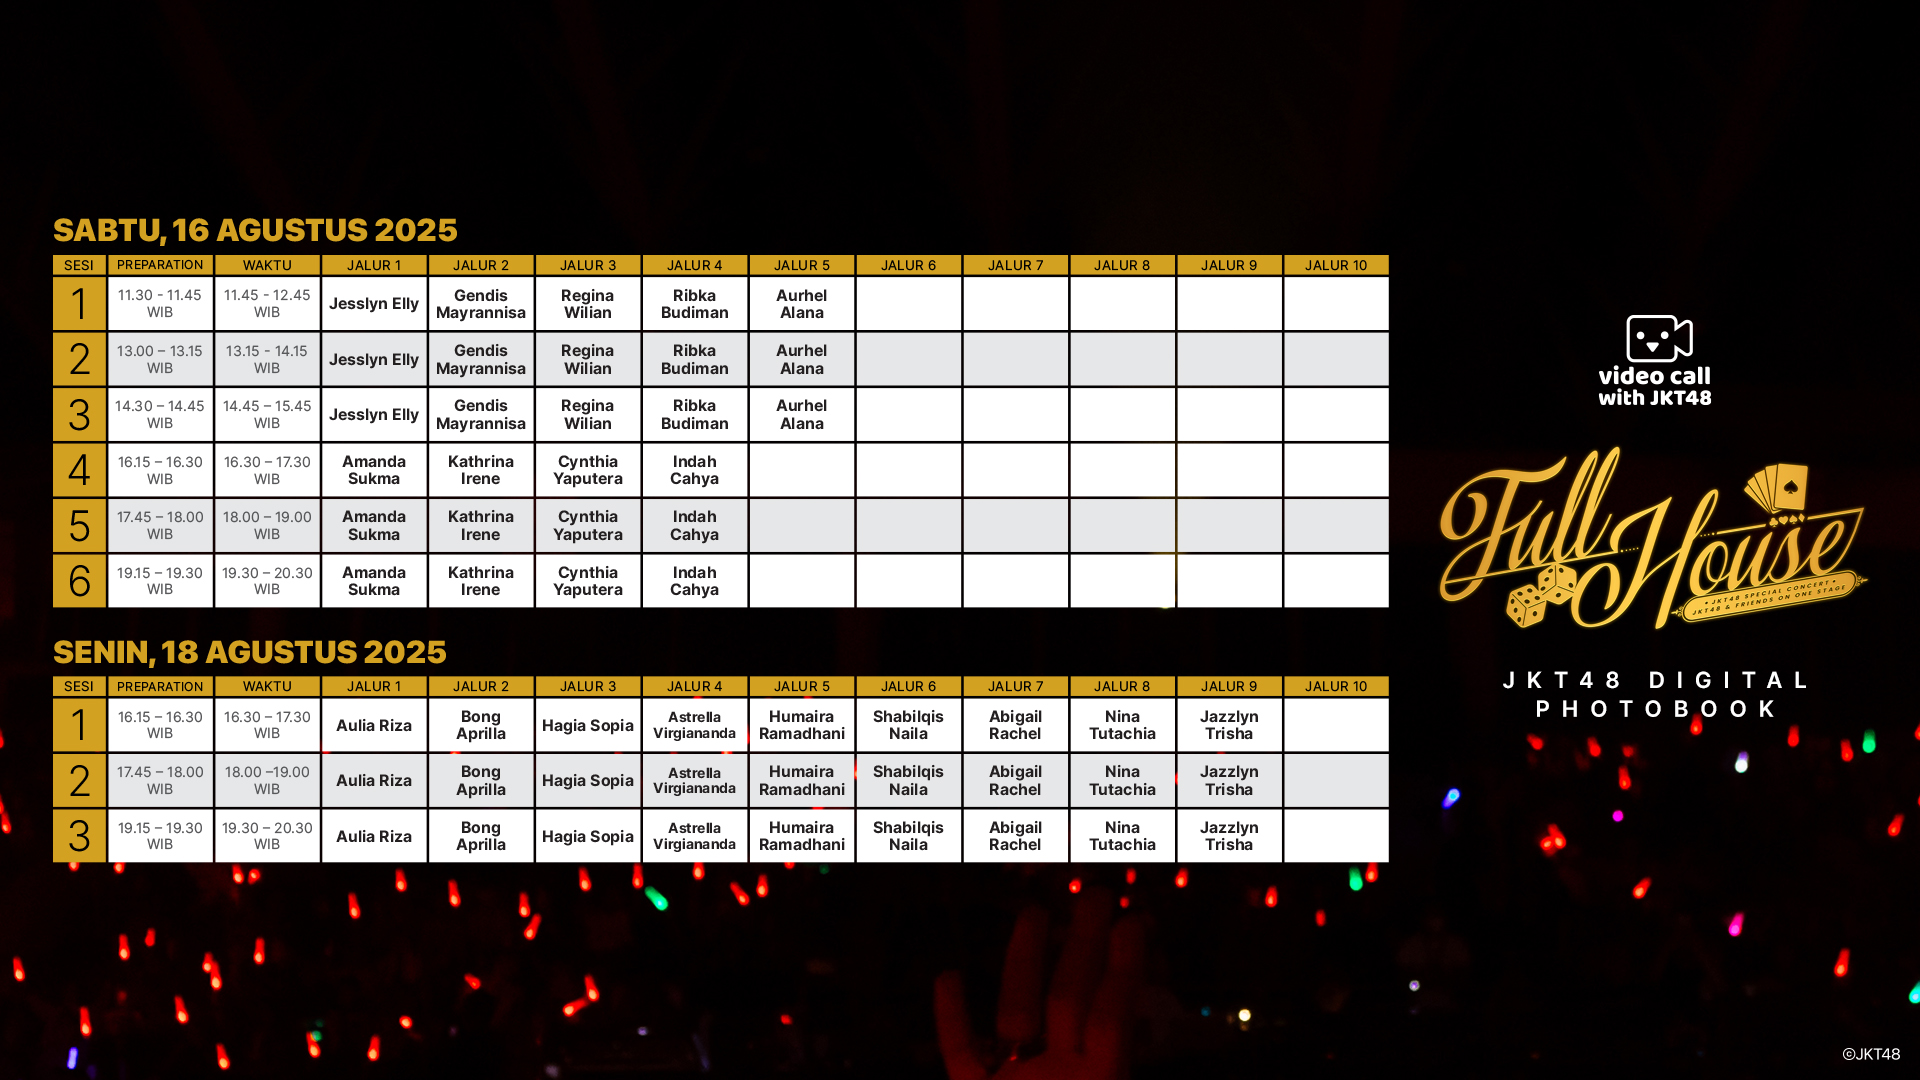 SABTU, 16 AGUSTUS 2025
SESI PREPARATION WAKTU JALUR 1 JALUR 2 JALUR 3 JALUR 4 JALUR 5 JALUR 6 JALUR 7 JALUR 8 JALUR 9 JALUR 10
1 11.30 - 11.45 WIB 11.45 - 12.45 WIB Jesslyn Elly Gendis Mayrannisa Regina Wilian Ribka Budiman Aurhel Alana
2 13.00 – 13.15 WIB 13.15 - 14.15 WIB Jesslyn Elly Gendis Mayrannisa Regina Wilian Ribka Budiman Aurhel Alana
3 14.30 – 14.45 WIB 14.45 – 15.45 WIB Jesslyn Elly Gendis Mayrannisa Regina Wilian Ribka Budiman Aurhel Alana
4 16.15 – 16.30 WIB 16.30 – 17.30 WIB Amanda Sukma Kathrina Irene Cynthia Yaputera Indah Cahya
5 17.45 – 18.00 WIB 18.00 – 19.00 WIB Amanda Sukma Kathrina Irene Cynthia Yaputera Indah Cahya
6 19.15 – 19.30 WIB 19.30 – 20.30 WIB Amanda Sukma Kathrina Irene Cynthia Yaputera Indah Cahya
SENIN, 18 AGUSTUS 2025
SESI PREPARATION WAKTU JALUR 1 JALUR 2 JALUR 3 JALUR 4 JALUR 5 JALUR 6 JALUR 7 JALUR 8 JALUR 9 JALUR 10
1 16.15 – 16.30 WIB 16.30 – 17.30 WIB Aulia Riza Bong Aprilla Hagia Sopia Astrella Virgiananda Humaira Ramadhani Shabilqis Naila Abigail Rachel Nina Tutachia Jazzlyn Trisha
2 17.45 – 18.00 WIB 18.00 –19.00 WIB Aulia Riza Bong Aprilla Hagia Sopia Astrella Virgiananda Humaira Ramadhani Shabilqis Naila Abigail Rachel Nina Tutachia Jazzlyn Trisha
3 19.15 – 19.30 WIB 19.30 – 20.30 WIB Aulia Riza Bong Aprilla Hagia Sopia Astrella Virgiananda Humaira Ramadhani Shabilqis Naila Abigail Rachel Nina Tutachia Jazzlyn Trisha
video call
with JKT48
Full House
JKT48 SPECIAL CONCERT
JKT48 & FRIENDS ON ONE STAGE
JKT48 DIGITAL
PHOTOBOOK
©JKT48